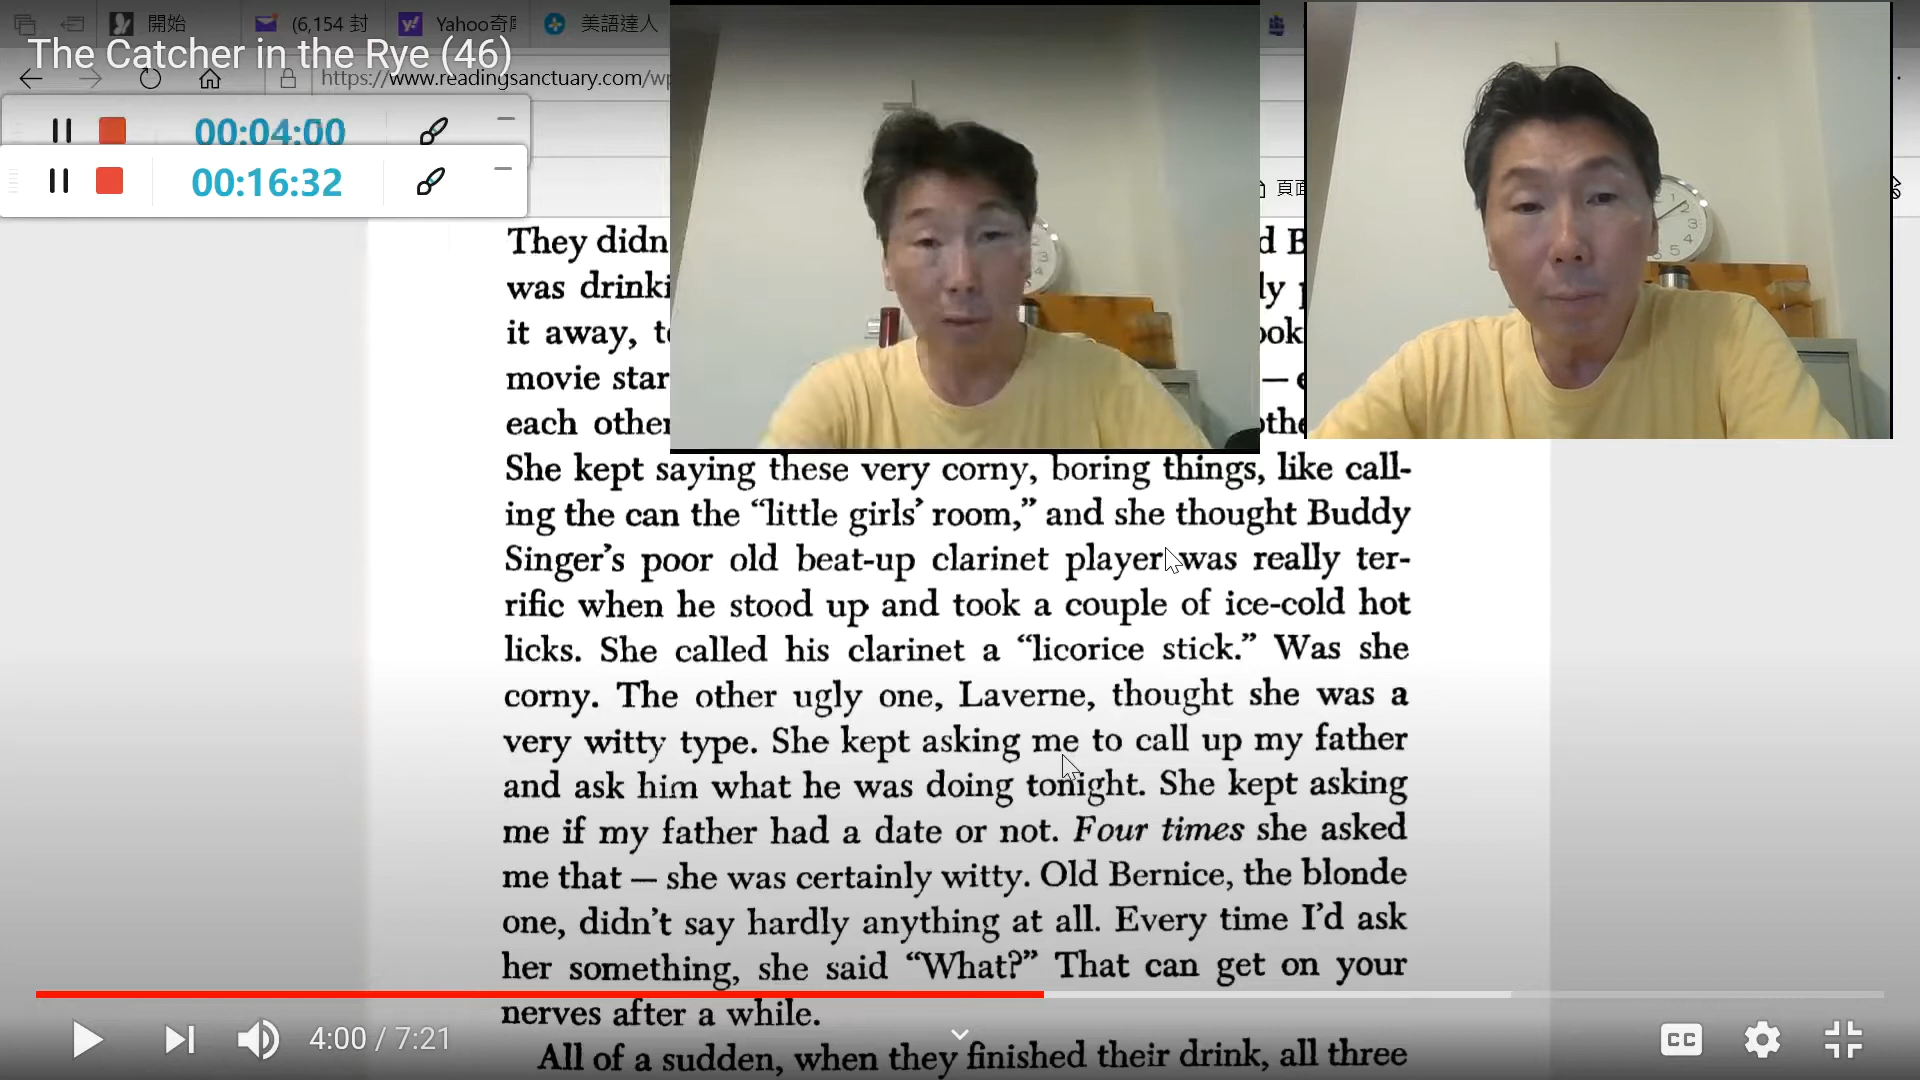 開始
(6,154 封
Yahoo奇
美語達人
The Catcher in the Rye (46)
https://www.readingsanctuary.com/wp
00:04:00
00:16:32
頁面
They didn
was drinki
it away, t
movie star
each other
d B
ly p
ook
— e
othe
She kept saying these very corny, boring things, like call-
ing the can the “little girls’ room,” and she thought Buddy
Singer’s poor old beat-up clarinet player was really ter-
rific when he stood up and took a couple of ice-cold hot
licks. She called his clarinet a “licorice stick.” Was she
corny. The other ugly one, Laverne, thought she was a
very witty type. She kept asking me to call up my father
and ask him what he was doing tonight. She kept asking
me if my father had a date or not. Four times she asked
me that — she was certainly witty. Old Bernice, the blonde
one, didn’t say hardly anything at all. Every time I’d ask
her something, she said “What?” That can get on your
nerves after a while.
All of a sudden, when they finished their drink, all three
4:00 / 7:21
CC